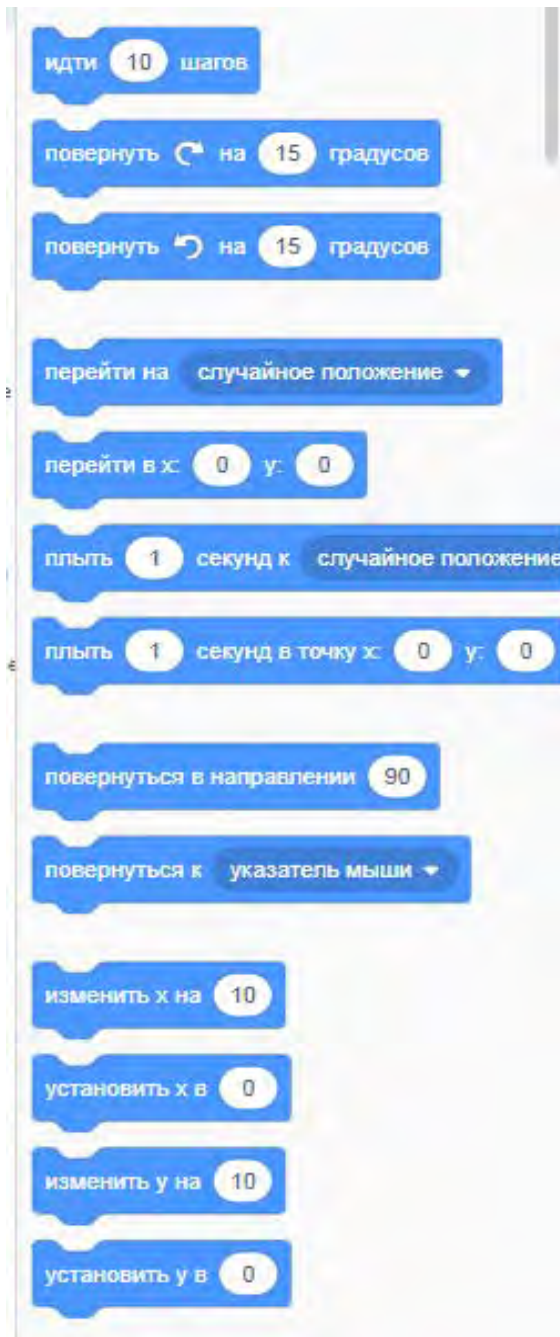 идти 10 шагов
повернуть на 15 градусов
повернуть на 15 градусов
перейти на случайное положение
перейти в x: 0 y: 0
плыть 1 секунд к случайное положение
плыть 1 секунд в точку x: 0 y: 0
повернуться в направлении 90
повернуться к указатель мыши
изменить x на 10
установить x в 0
изменить y на 10
установить y в 0